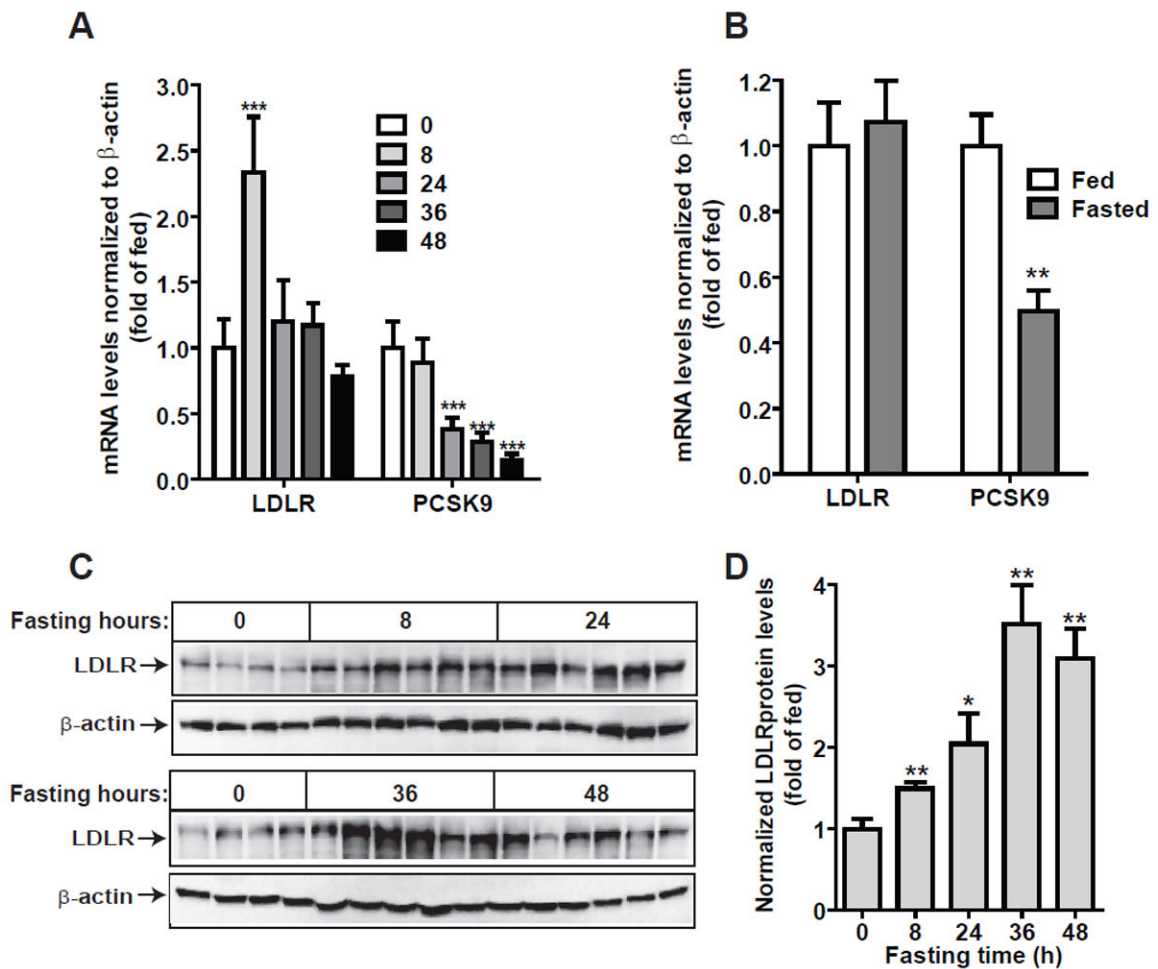 A
mRNA levels normalized to β-actin
(fold of fed)
3.0
2.5
2.0
1.5
1.0
0.5
0.0
***
***
***
***
0
8
24
36
48
LDLR
PCSK9
B
mRNA levels normalized to β-actin
(fold of fed)
1.2
1.0
0.8
0.6
0.4
0.2
0.0
**
Fed
Fasted
LDLR
PCSK9
C
Fasting hours: 0 8 24
LDLR→
β-actin→
Fasting hours: 0 36 48
LDLR→
β-actin→
D
Normalized LDLRprotein levels
(fold of fed)
4
3
2
1
0
**
*
**
**
0 8 24 36 48
Fasting time (h)